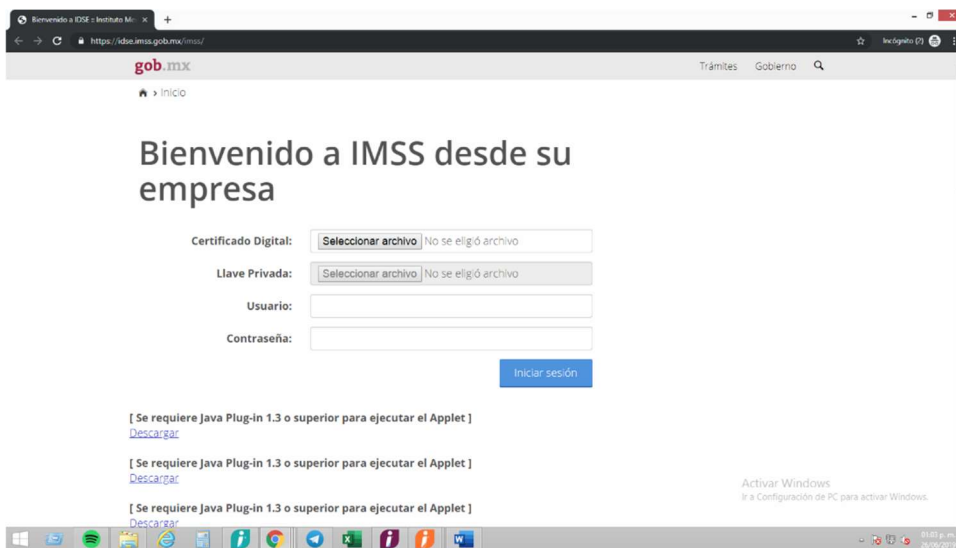 Bienvenido a IDSE :: Instituto Me
https://idse.imss.gob.mx/imss/
Incógnito (2)
gob.mx
Trámites Gobierno
Inicio
Bienvenido a IMSS desde su
empresa
Certificado Digital: Seleccionar archivo No se eligió archivo
Llave Privada: Seleccionar archivo No se eligió archivo
Usuario:
Contraseña:
Iniciar sesión
[ Se requiere Java Plug-in 1.3 o superior para ejecutar el Applet ]
Descargar
[ Se requiere Java Plug-in 1.3 o superior para ejecutar el Applet ]
Descargar
Activar Windows
Ir a Configuración de PC para activar Windows.
[ Se requiere Java Plug-in 1.3 o superior para ejecutar el Applet ]
Descargar
01:03 p. m.